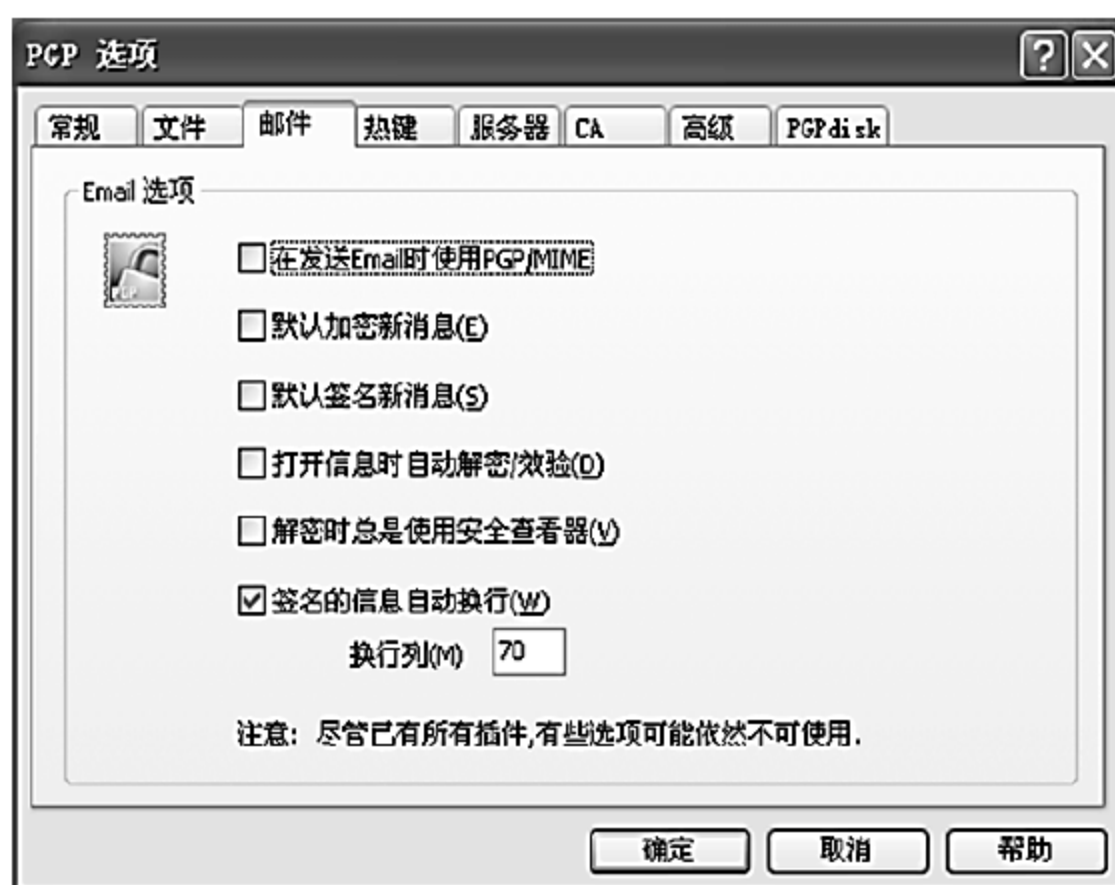 PGP 选项
常规 文件 邮件 热键 服务器 CA 高级 PGPdisk
Email 选项
PGP
在发送Email时使用PGP/MIME
默认加密新消息(E)
默认签名新消息(S)
打开信息时自动解密/效验(D)
解密时总是使用安全查看器(V)
签名的信息自动换行(W)
换行列(M) 70
注意: 尽管已有所有插件,有些选项可能依然不可使用.
确定 取消 帮助